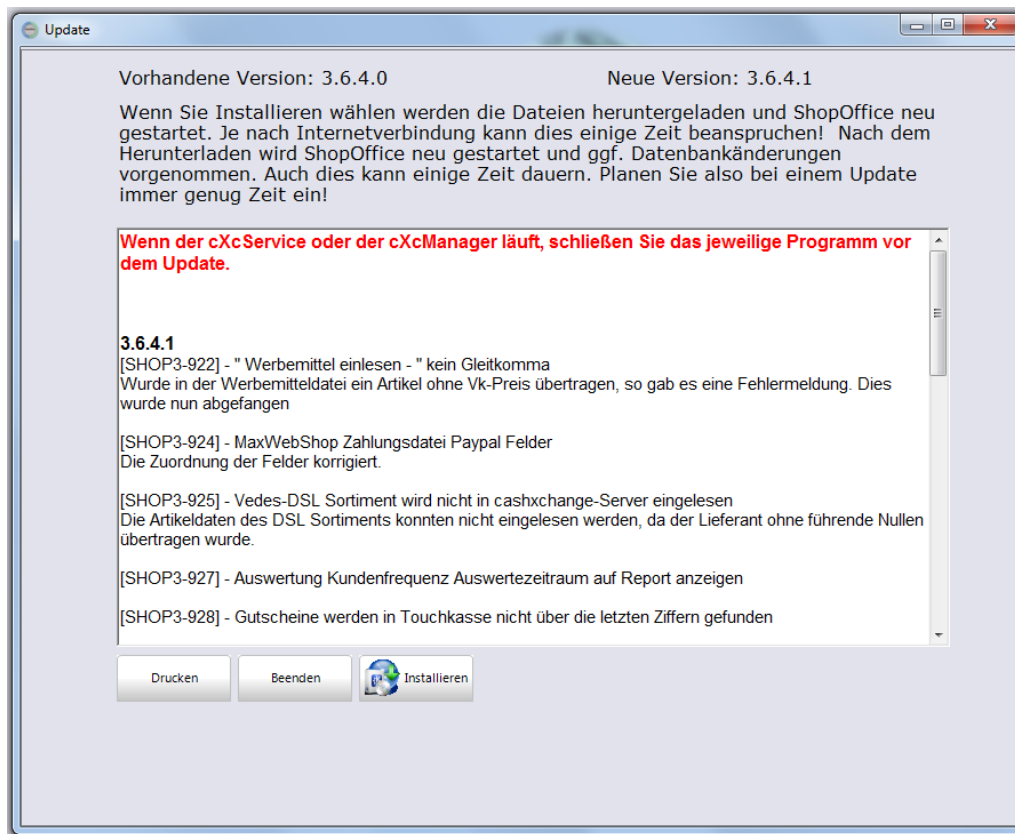 Update
Vorhandene Version: 3.6.4.0
Neue Version: 3.6.4.1
Wenn Sie Installieren wählen werden die Dateien heruntergeladen und ShopOffice neu
gestartet. Je nach Internetverbindung kann dies einige Zeit beanspruchen! Nach dem
Herunterladen wird ShopOffice neu gestartet und ggf. Datenbankänderungen
vorgenommen. Auch dies kann einige Zeit dauern. Planen Sie also bei einem Update
immer genug Zeit ein!
Wenn der cXcService oder der cXcManager läuft, schließen Sie das jeweilige Programm vor
dem Update.
3.6.4.1
[SHOP3-922] - " Werbemittel einlesen - " kein Gleitkomma
Wurde in der Werbemitteldatei ein Artikel ohne Vk-Preis übertragen, so gab es eine Fehlermeldung. Dies
wurde nun abgefangen
[SHOP3-924] - MaxWebShop Zahlungsdatei Paypal Felder
Die Zuordnung der Felder korrigiert.
[SHOP3-925] - Vedes-DSL Sortiment wird nicht in cashxchange-Server eingelesen
Die Artikeldaten des DSL Sortiments konnten nicht eingelesen werden, da der Lieferant ohne führende Nullen
übertragen wurde.
[SHOP3-927] - Auswertung Kundenfrequenz Auswertezeitraum auf Report anzeigen
[SHOP3-928] - Gutscheine werden in Touchkasse nicht über die letzten Ziffern gefunden
Drucken
Beenden
Installieren